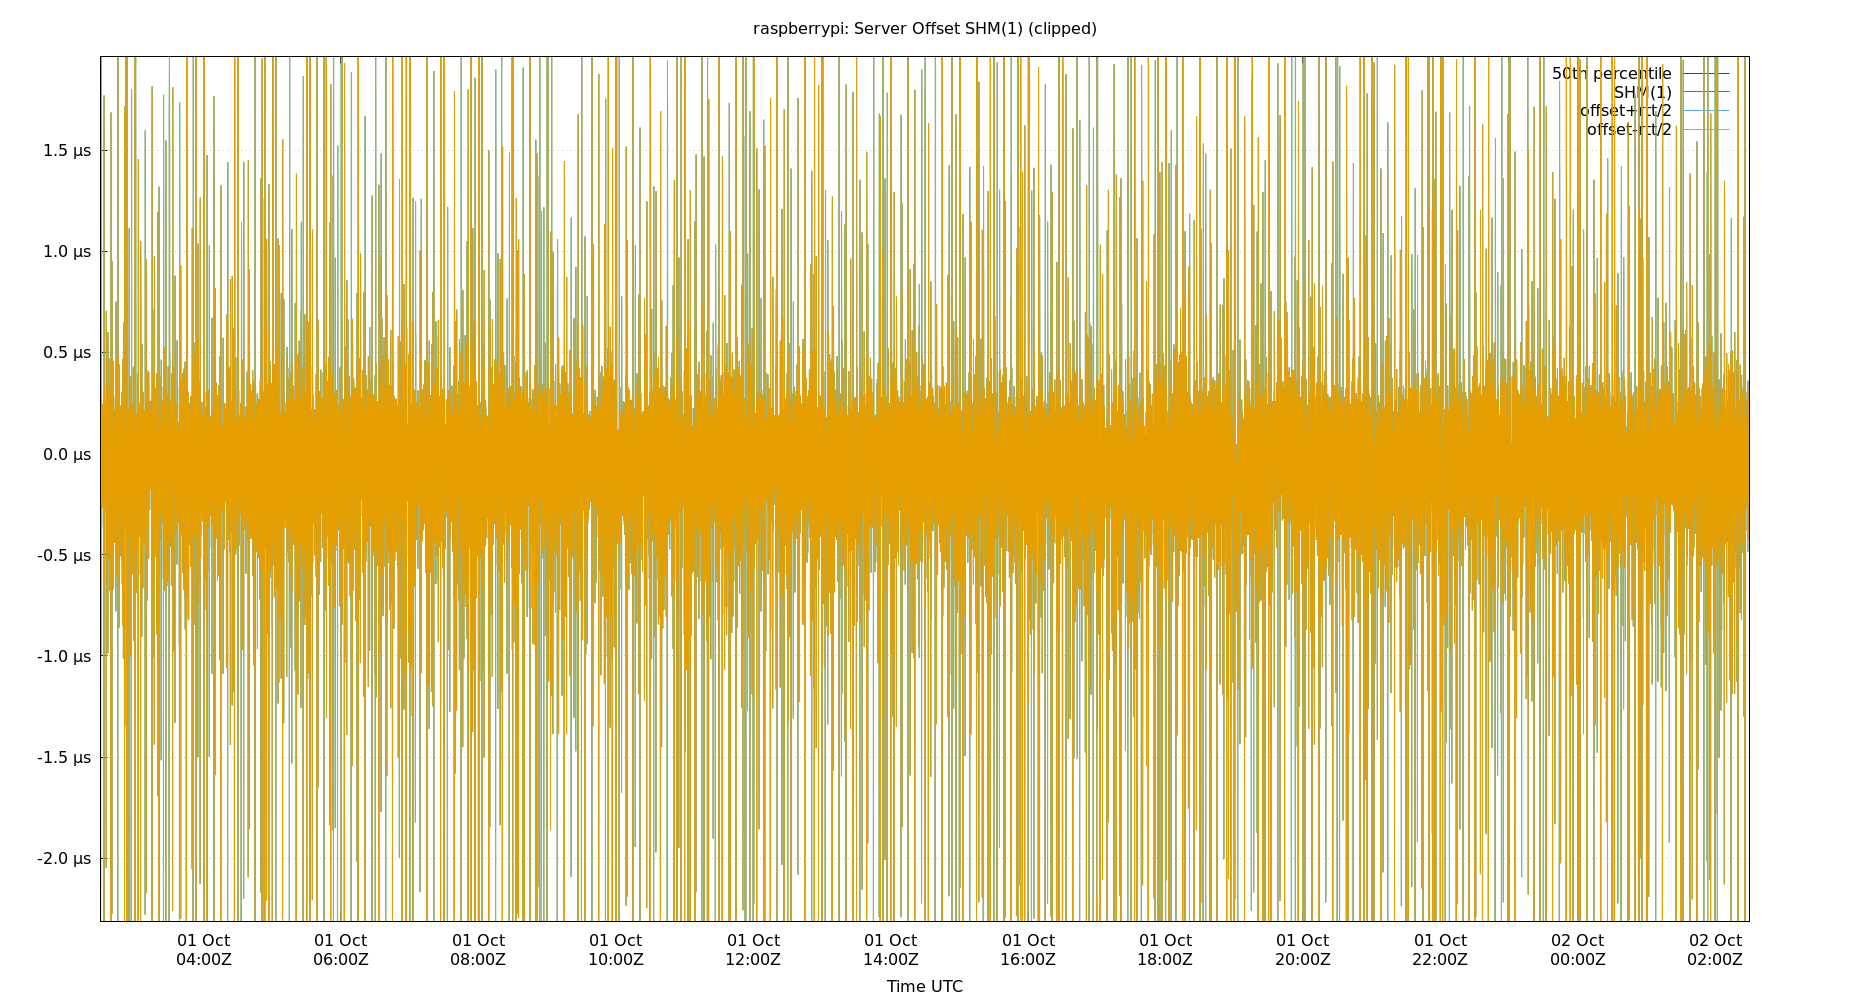 raspberrypi: Server Offset SHM(1) (clipped)
50th percentile
SHM(1)
offset+rtt/2
offset-rtt/2
1.5 µs
1.0 µs
0.5 µs
0.0 µs
-0.5 µs
-1.0 µs
-1.5 µs
-2.0 µs
01 Oct 01 Oct 01 Oct 01 Oct 01 Oct 01 Oct 01 Oct 01 Oct 01 Oct 01 Oct 02 Oct 02 Oct
04:00Z 06:00Z 08:00Z 10:00Z 12:00Z 14:00Z 16:00Z 18:00Z 20:00Z 22:00Z 00:00Z 02:00Z
Time UTC